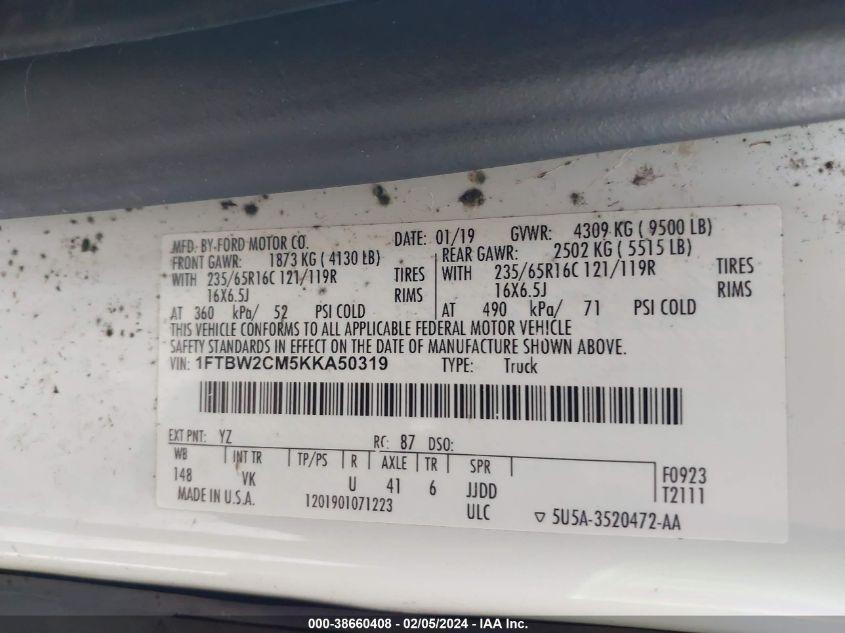 MFD. BY-FORD MOTOR CO. DATE: 01/19 GVWR: 4309 KG ( 9500 LB)
FRONT GAWR: 1873 KG ( 4130 LB) REAR GAWR: 2502 KG ( 5515 LB)
WITH 235/65R16C 121/119R TIRES WITH 235/65R16C 121/119R TIRES
16X6.5J RIMS 16X6.5J RIMS
AT 360 kPa/ 52 PSI COLD AT 490 kPa/ 71 PSI COLD
THIS VEHICLE CONFORMS TO ALL APPLICABLE FEDERAL MOTOR VEHICLE
SAFETY STANDARDS IN EFFECT ON THE DATE OF MANUFACTURE SHOWN ABOVE.
VIN: 1FTBW2CM5KKA50319 TYPE: Truck
EXT PNT: YZ RC: 87 DSO:
WB INT TR TP/PS R AXLE TR SPR F0923
148 VK U 41 6 JJDD T2111
MADE IN U.S.A. 1201901071223 ULC ▽ 5U5A-3520472-AA
000-38660408 - 02/05/2024 - IAA Inc.